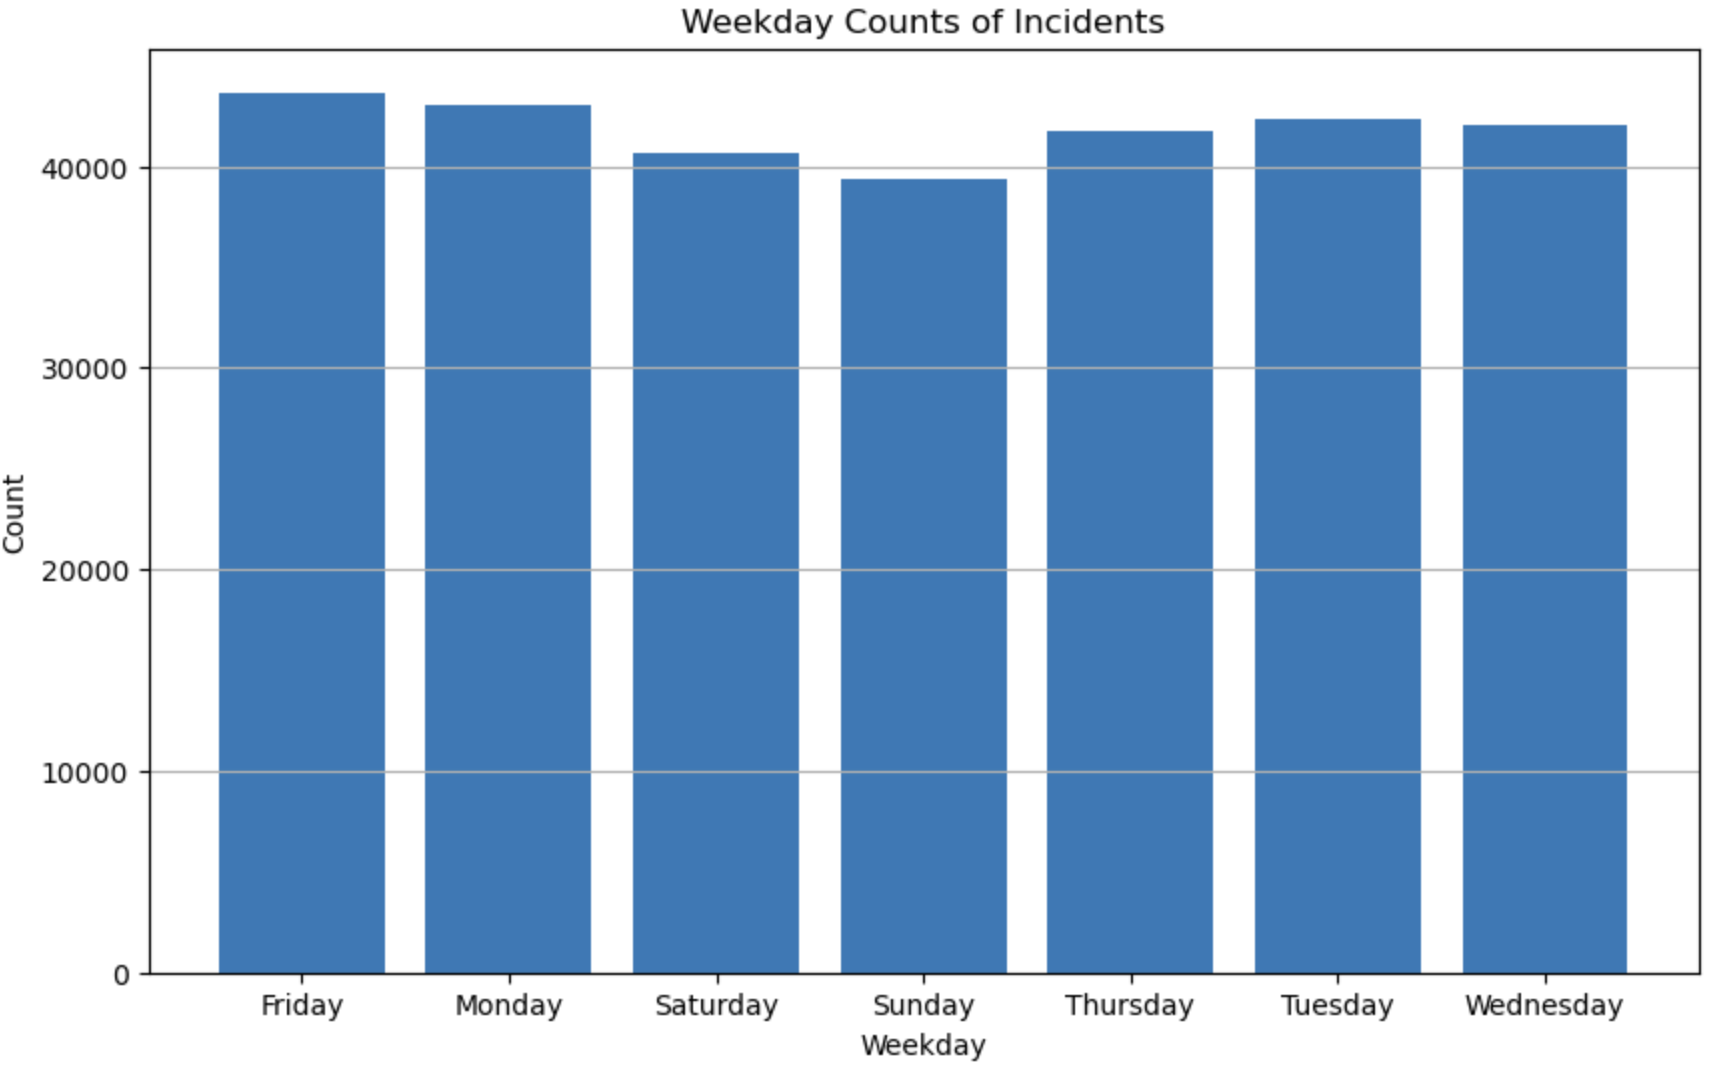 Weekday Counts of Incidents
Count
40000
30000
20000
10000
0
Friday Monday Saturday Sunday Thursday Tuesday Wednesday
Weekday